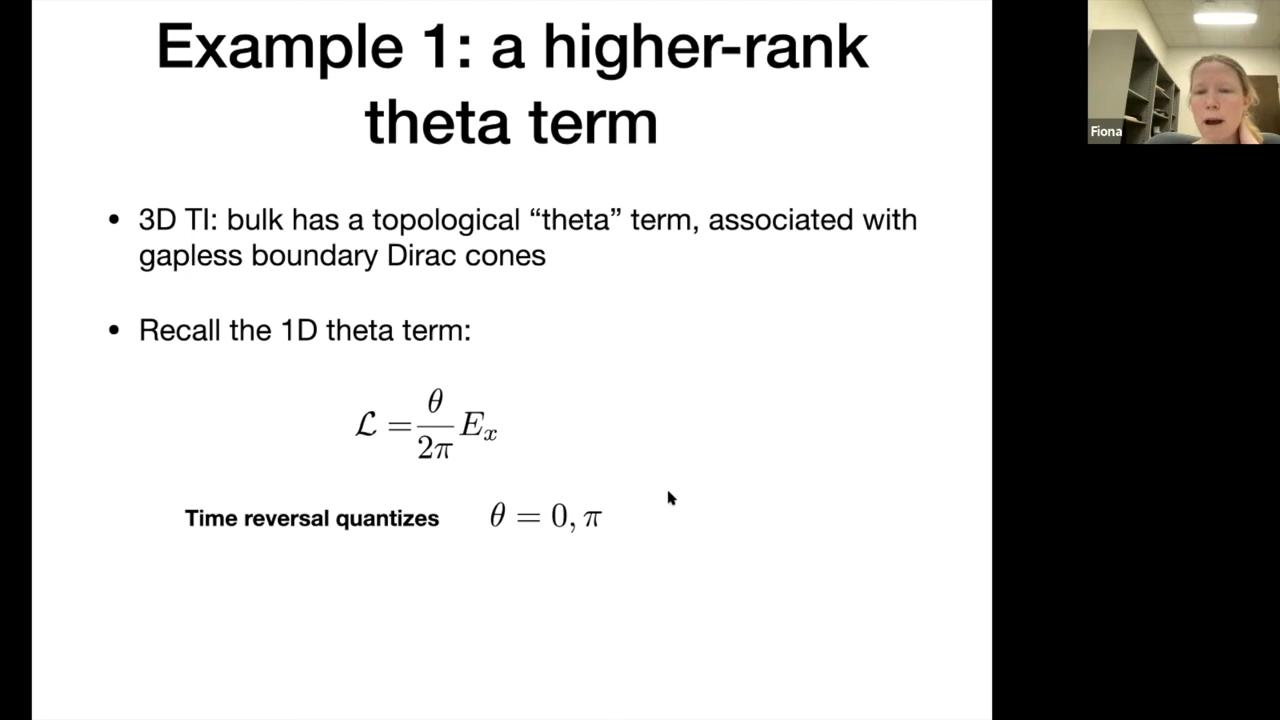 Example 1: a higher-rank
theta term
• 3D TI: bulk has a topological “theta” term, associated with
gapless boundary Dirac cones
• Recall the 1D theta term:
ℒ = θ/2π E_x
Time reversal quantizes θ = 0, π
Fiona